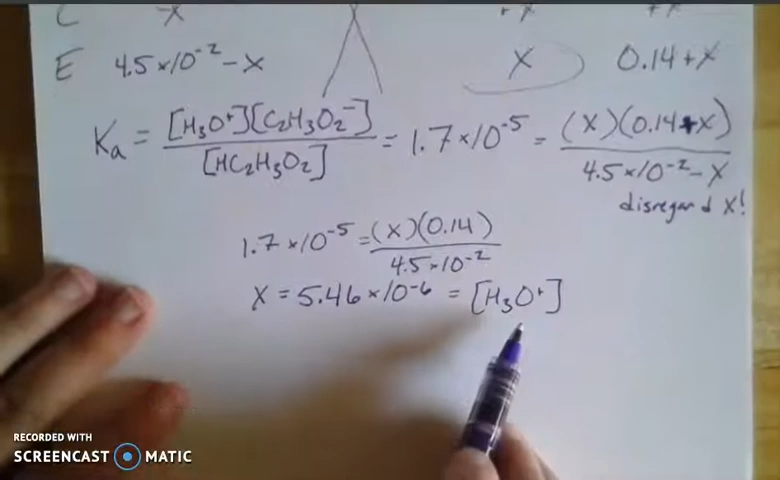 C -X +X +X
E 4.5×10⁻² - X X 0.14+X
Ka = [H₃O⁺][C₂H₃O₂⁻] / [HC₂H₃O₂] = 1.7×10⁻⁵ = (X)(0.14+X) / 4.5×10⁻² - X
disregard X!
1.7×10⁻⁵ = (X)(0.14) / 4.5×10⁻²
X = 5.46×10⁻⁶ = [H₃O⁺]
RECORDED WITH
SCREENCAST MATIC